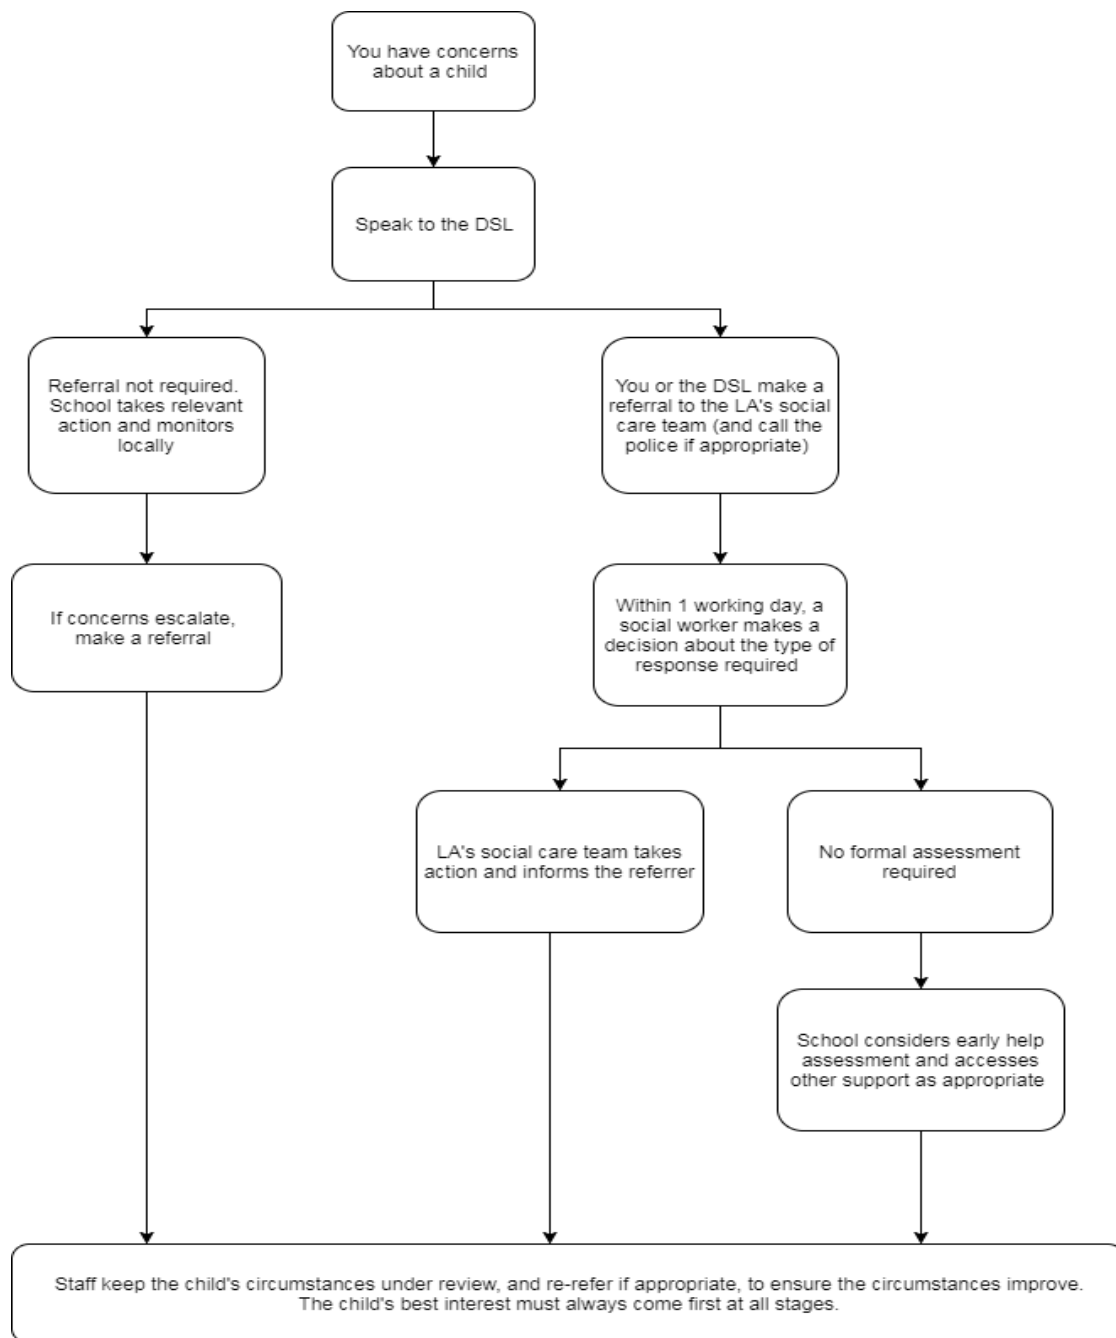 You have concerns
about a child
Speak to the DSL
Referral not required.
School takes relevant
action and monitors
locally
You or the DSL make a
referral to the LA's social
care team (and call the
police if appropriate)
If concerns escalate,
make a referral
Within 1 working day, a
social worker makes a
decision about the type of
response required
LA's social care team takes
action and informs the referrer
No formal assessment
required
School considers early help
assessment and accesses
other support as appropriate
Staff keep the child's circumstances under review, and re-refer if appropriate, to ensure the circumstances improve.
The child's best interest must always come first at all stages.